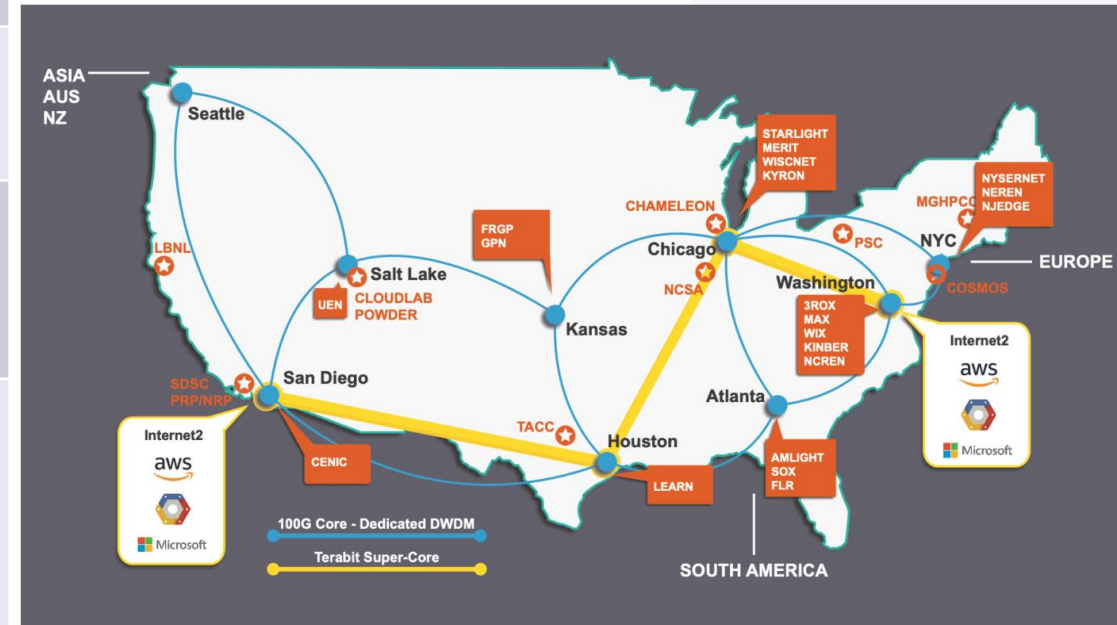 ASIA
AUS
NZ
Seattle
STARLIGHT
MERIT
WISCNET
KYRON
NYSERNET
NEREN
NJEDGE
MGHPCC
CHAMELEON
FRGP
GPN
PSC
NYC
Chicago
LBNL
EUROPE
Salt Lake
Washington
NCSA
COSMOS
UEN
CLOUDLAB
POWDER
3ROX
MAX
WIX
KINBER
NCREN
Kansas
Internet2
aws
Microsoft
San Diego
SDSC
PRP/NRP
Atlanta
TACC
Houston
Internet2
aws
Microsoft
CENIC
AMLIGHT
SOX
FLR
LEARN
100G Core - Dedicated DWDM
Terabit Super-Core
SOUTH AMERICA